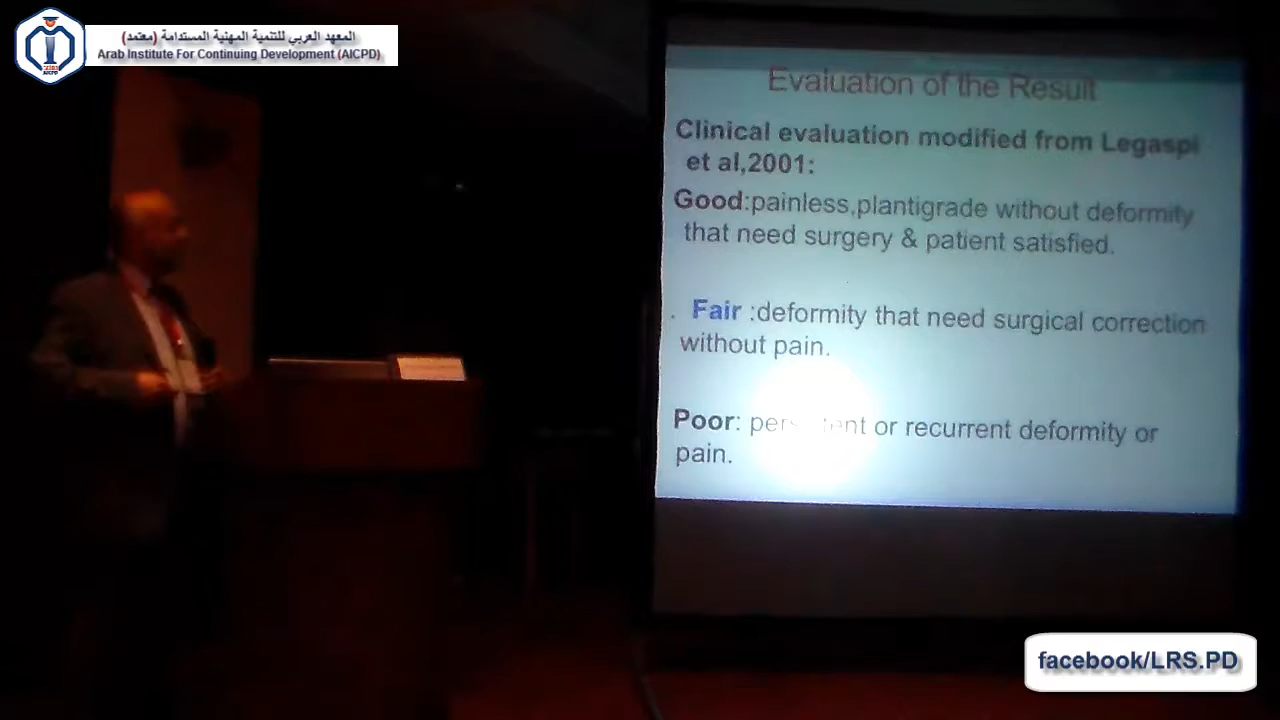 المعهد العربي للتنمية المهنية المستدامة (معتمد)
Arab Institute For Continuing Development (AICPD)
AICPD
Evaluation of the Result
Clinical evaluation modified from Legaspi
et al,2001:
Good:painless,plantigrade without deformity
that need surgery & patient satisfied.
. Fair :deformity that need surgical correction
without pain.
Poor: persistent or recurrent deformity or
pain.
facebook/LRS.PD